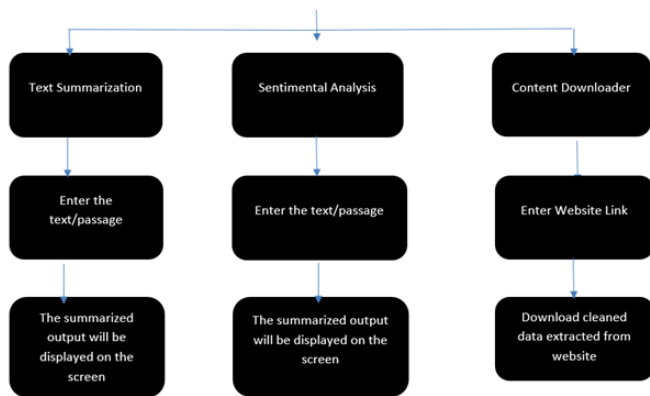 Text Summarization
Sentimental Analysis
Content Downloader
Enter the
text/passage
Enter the text/passage
Enter Website Link
The summarized
output will be
displayed on the
screen
The summarized output
will be displayed on the
screen
Download cleaned
data extracted from
website